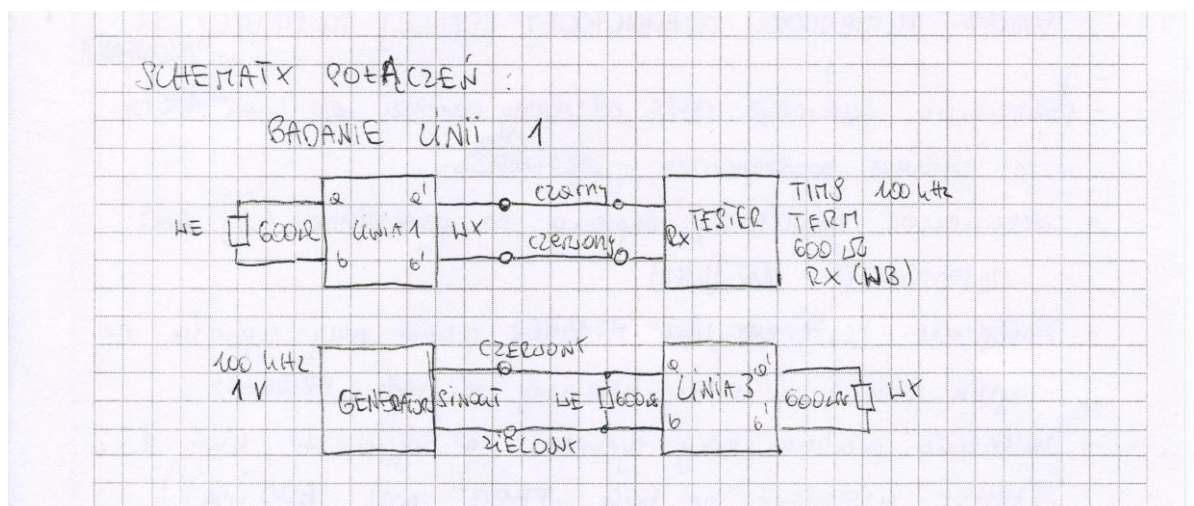 SCHEMATY POŁĄCZEŃ :
BADANIE LINII 1
WE 600Ω a b LINIA 1 a' b' WY czarny czerwony Rx TESTER
TIMS 100 kHz
TERM
600 Ω
RX (WB)
100 kHz
1 V
GENERATOR SINOUT CZERWONY ZIELONY WE 600Ω a b LINIA 3 a' b' 600Ω WY